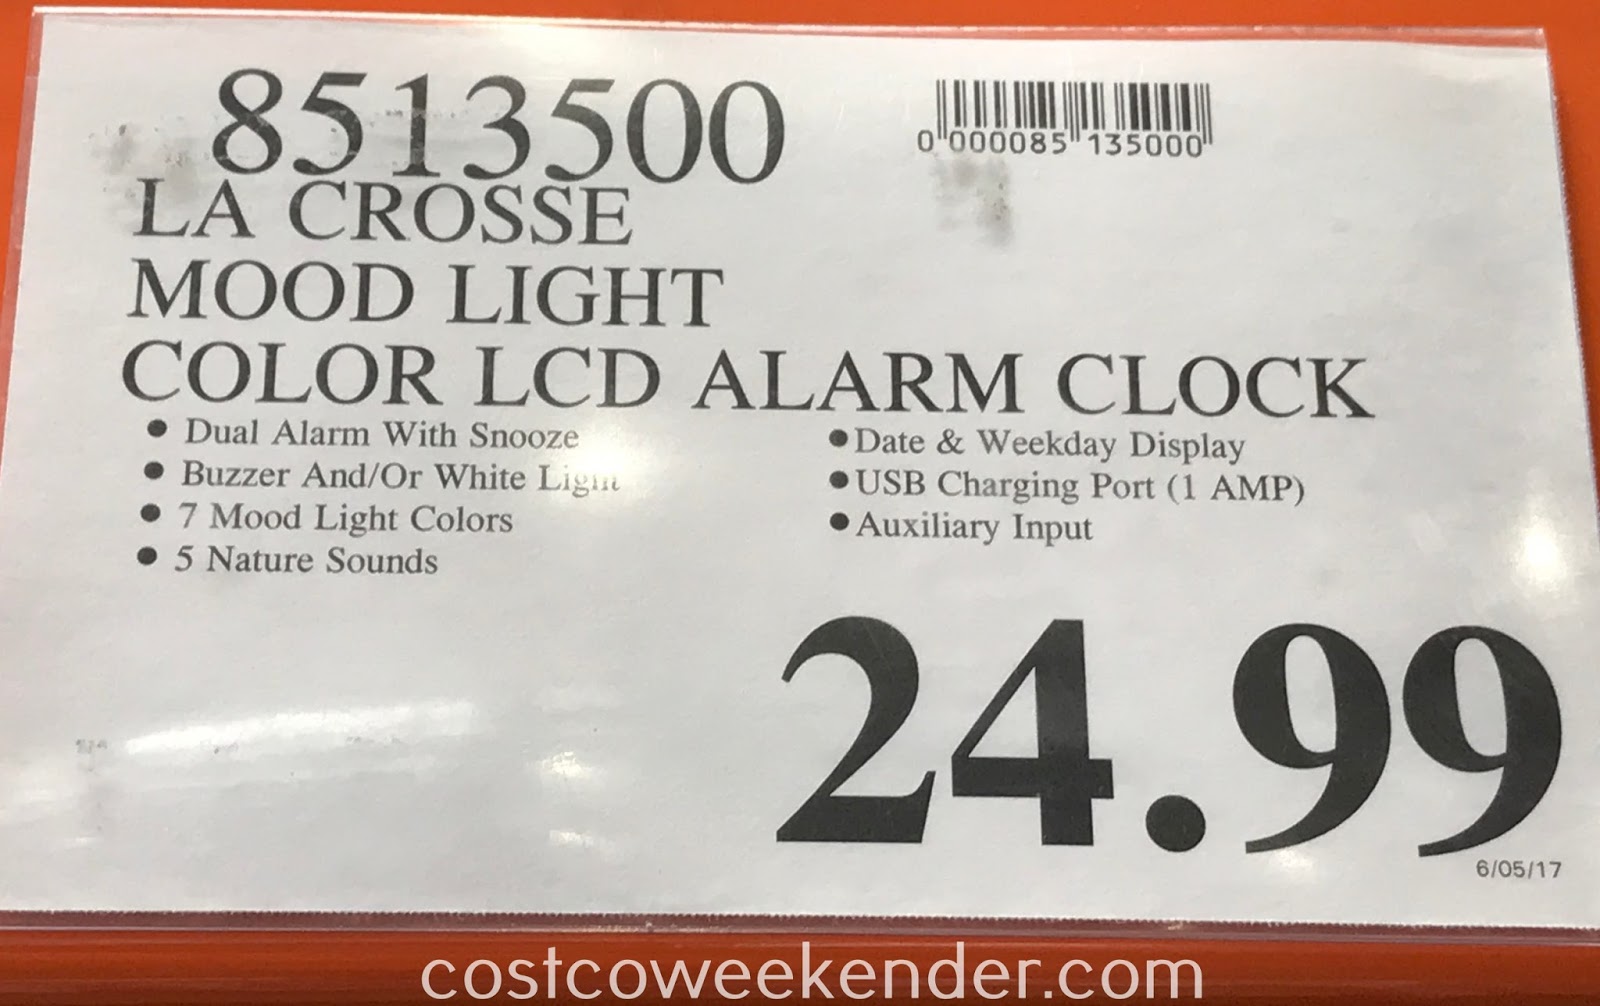 8513500
0 000085 135000
LA CROSSE
MOOD LIGHT
COLOR LCD ALARM CLOCK
• Dual Alarm With Snooze
• Buzzer And/Or White Light
• 7 Mood Light Colors
• 5 Nature Sounds
• Date & Weekday Display
• USB Charging Port (1 AMP)
• Auxiliary Input
24.99
6/05/17
costcoweekender.com